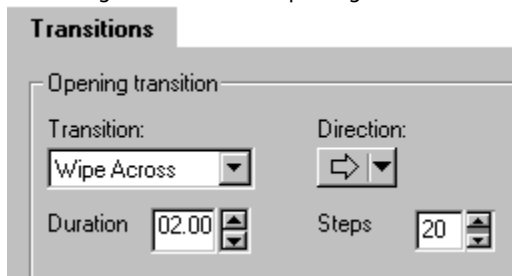 Transitions
Opening transition
Transition: Direction:
Wipe Across
Duration 02.00 Steps 20